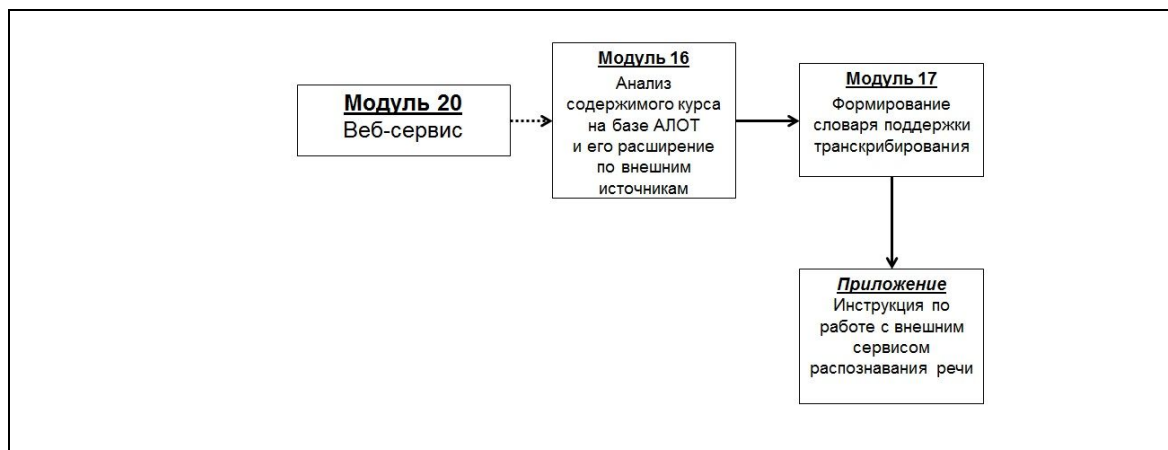 Модуль 20
Веб-сервис
Модуль 16
Анализ
содержимого курса
на базе АЛОТ
и его расширение
по внешним
источникам
Модуль 17
Формирование
словаря поддержки
транскрибирования
Приложение
Инструкция по
работе с внешним
сервисом
распознавания речи